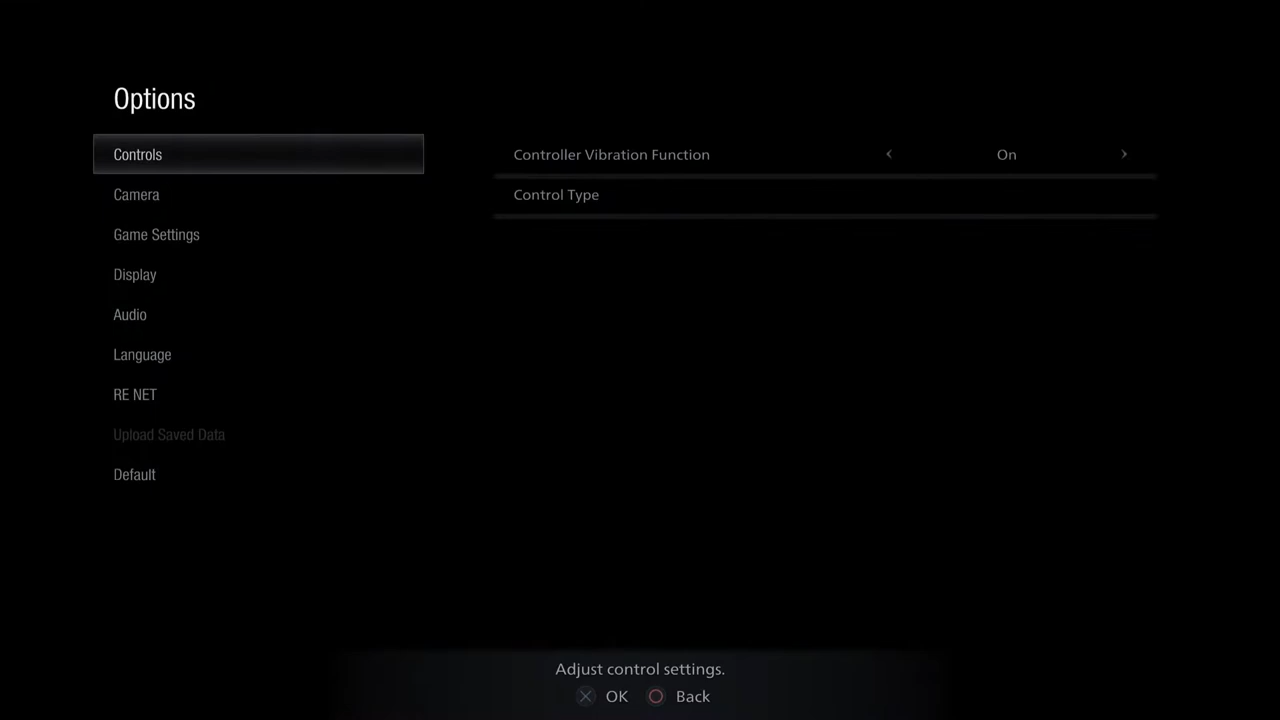 Options
Controls
Controller Vibration Function On
Camera
Control Type
Game Settings
Display
Audio
Language
RE NET
Upload Saved Data
Default
Adjust control settings.
OK Back